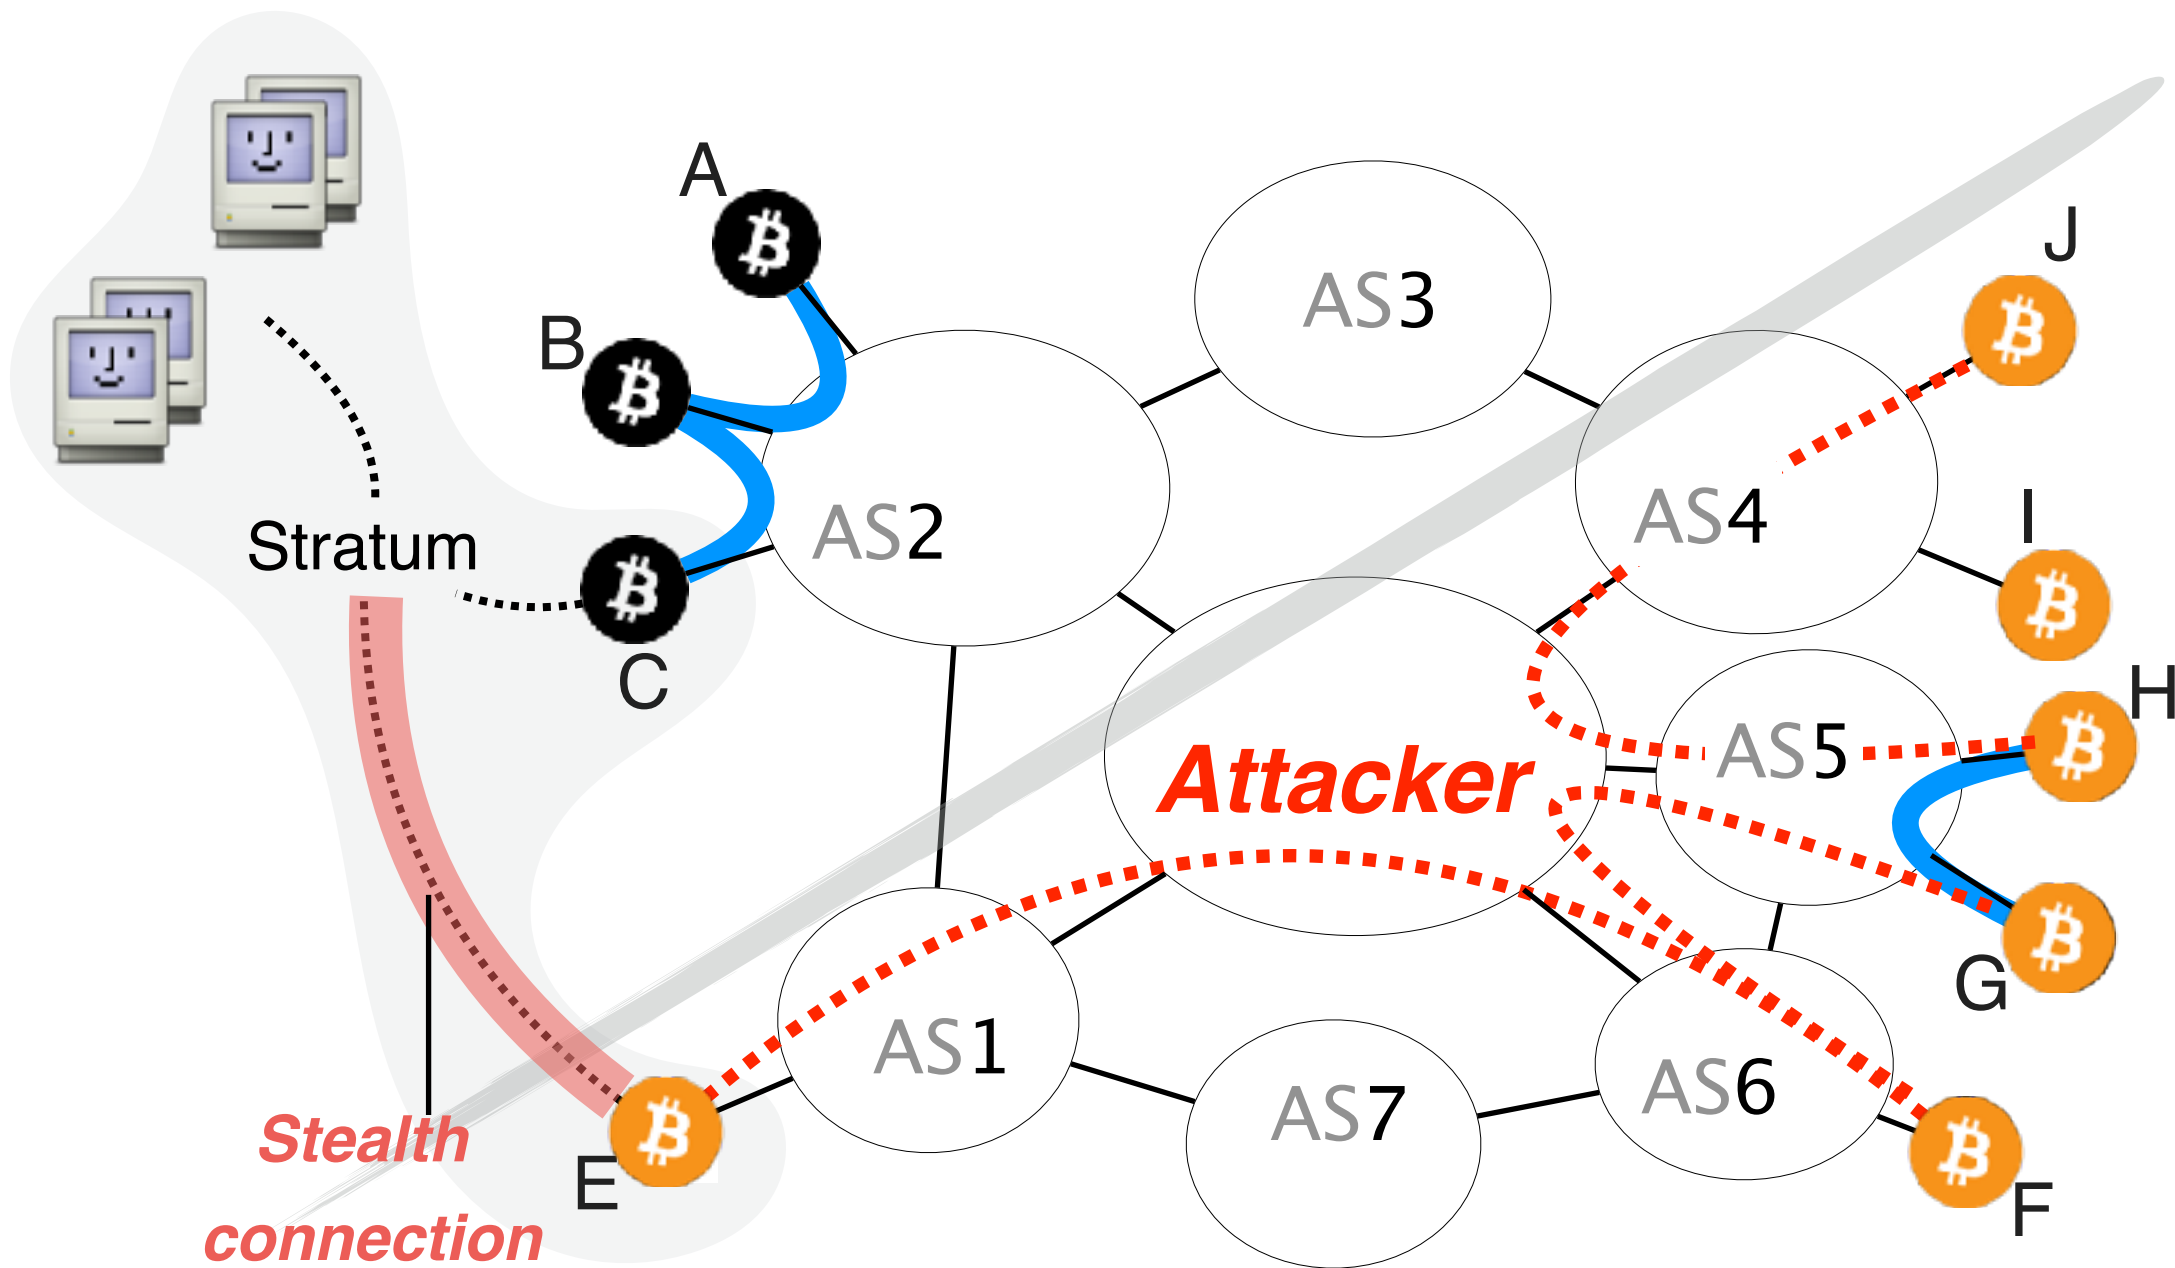 A
B
C
Stratum
AS2
AS3
AS4
J
I
H
AS5
Attacker
G
AS1
AS7
AS6
F
E
Stealth
connection